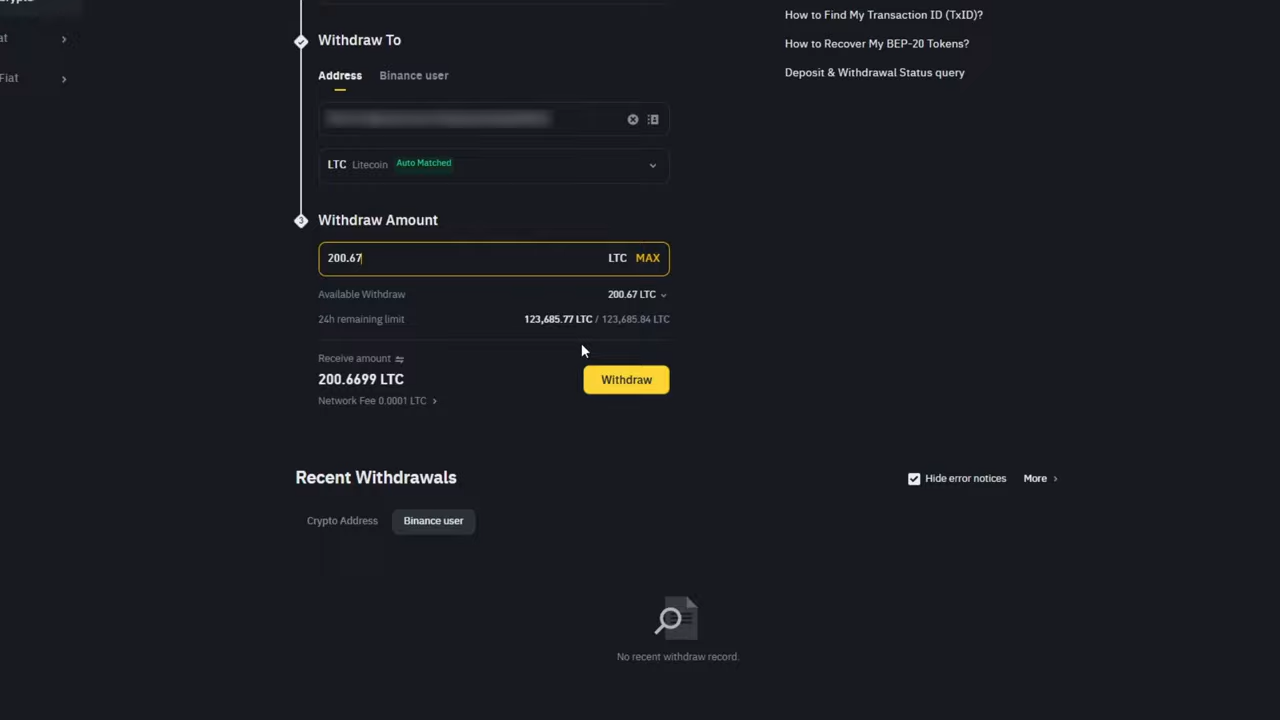 at
Fiat
Withdraw To
Address Binance user
LTC Litecoin Auto Matched
3 Withdraw Amount
200.67 LTC MAX
Available Withdraw 200.67 LTC
24h remaining limit 123,685.77 LTC / 123,685.84 LTC
Receive amount
200.6699 LTC Withdraw
Network Fee 0.0001 LTC
How to Find My Transaction ID (TxID)?
How to Recover My BEP-20 Tokens?
Deposit & Withdrawal Status query
Recent Withdrawals Hide error notices More
Crypto Address Binance user
No recent withdraw record.